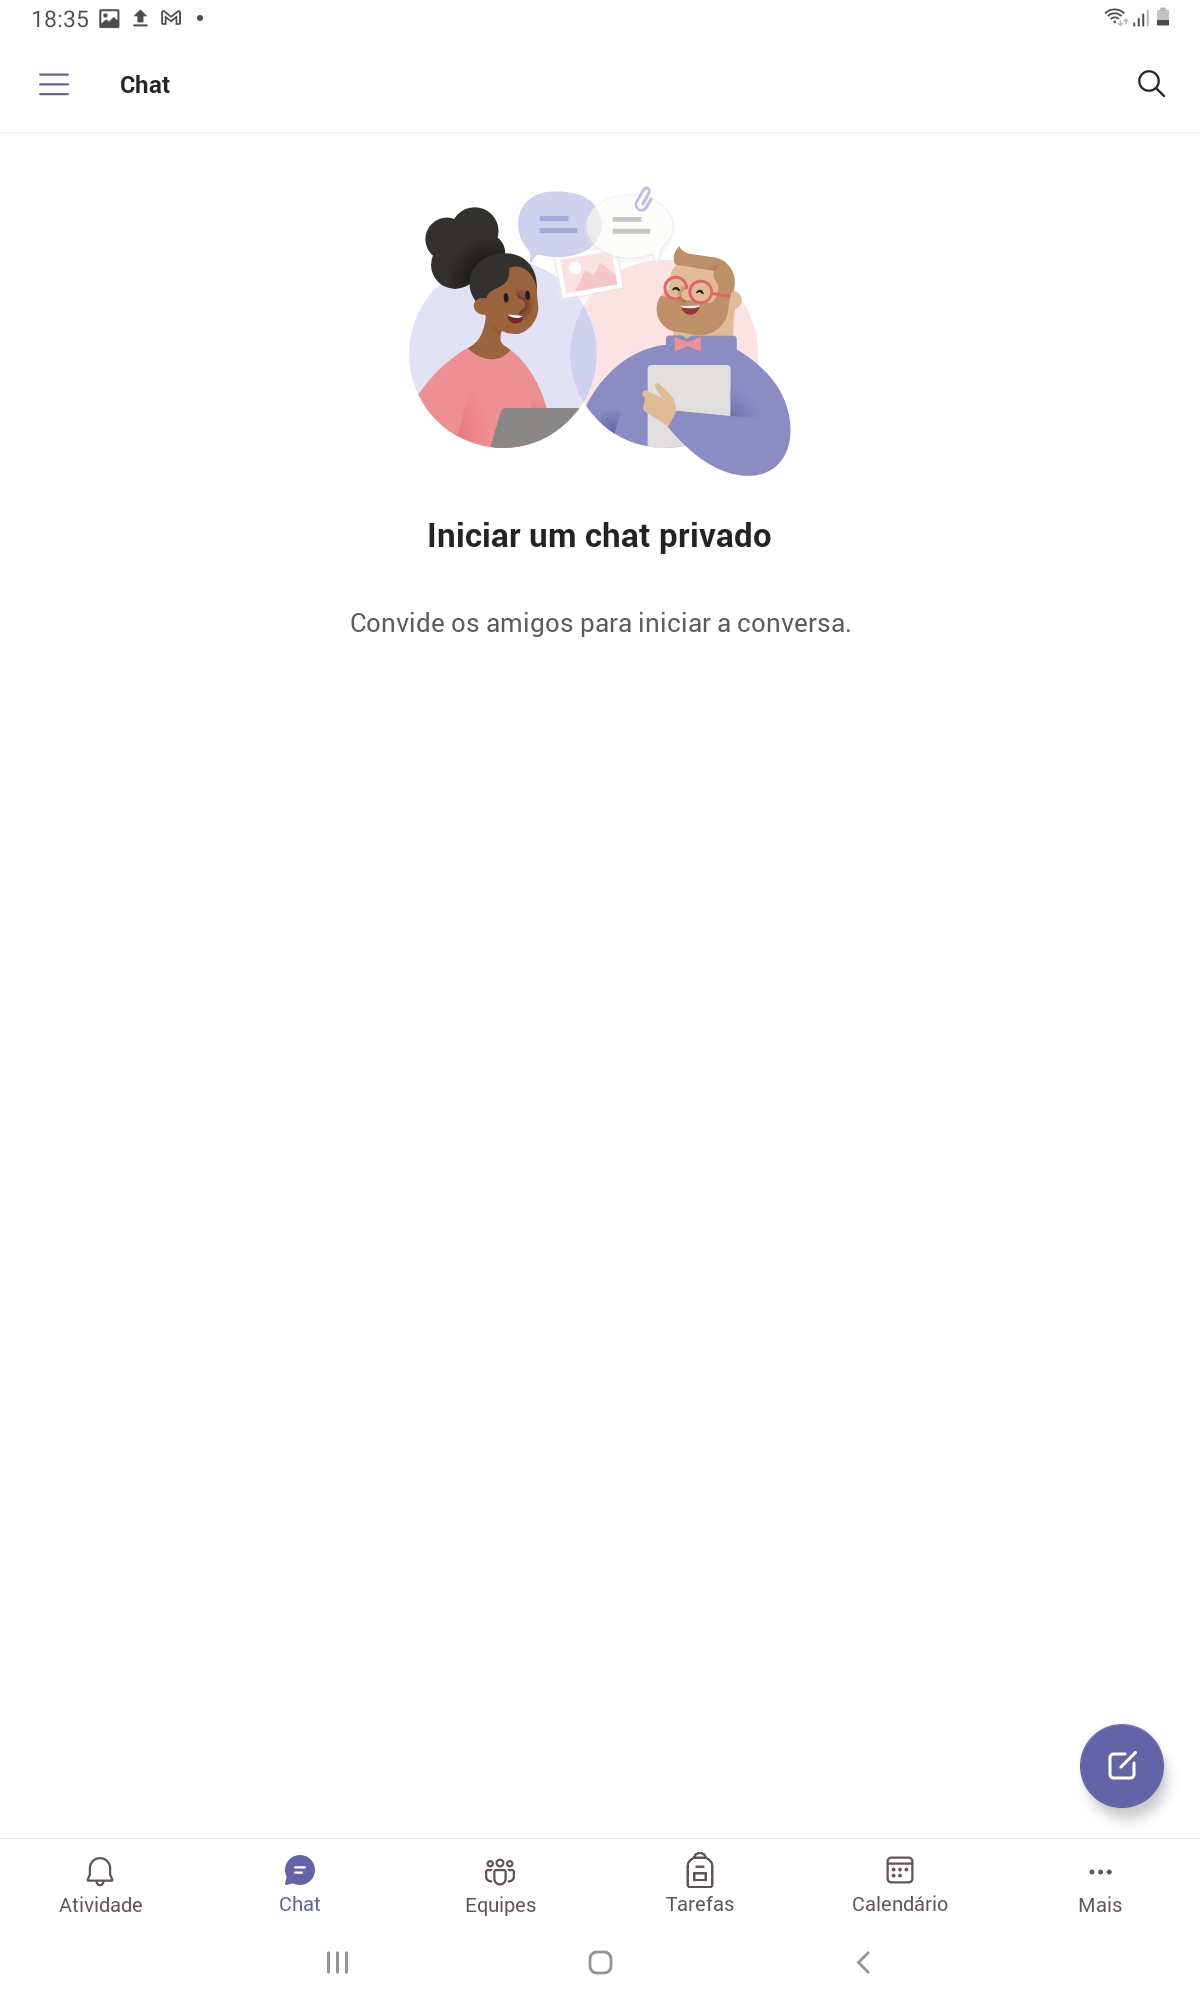 18:35
Chat
Iniciar um chat privado
Convide os amigos para iniciar a conversa.
Atividade
Chat
Equipes
Tarefas
Calendário
Mais